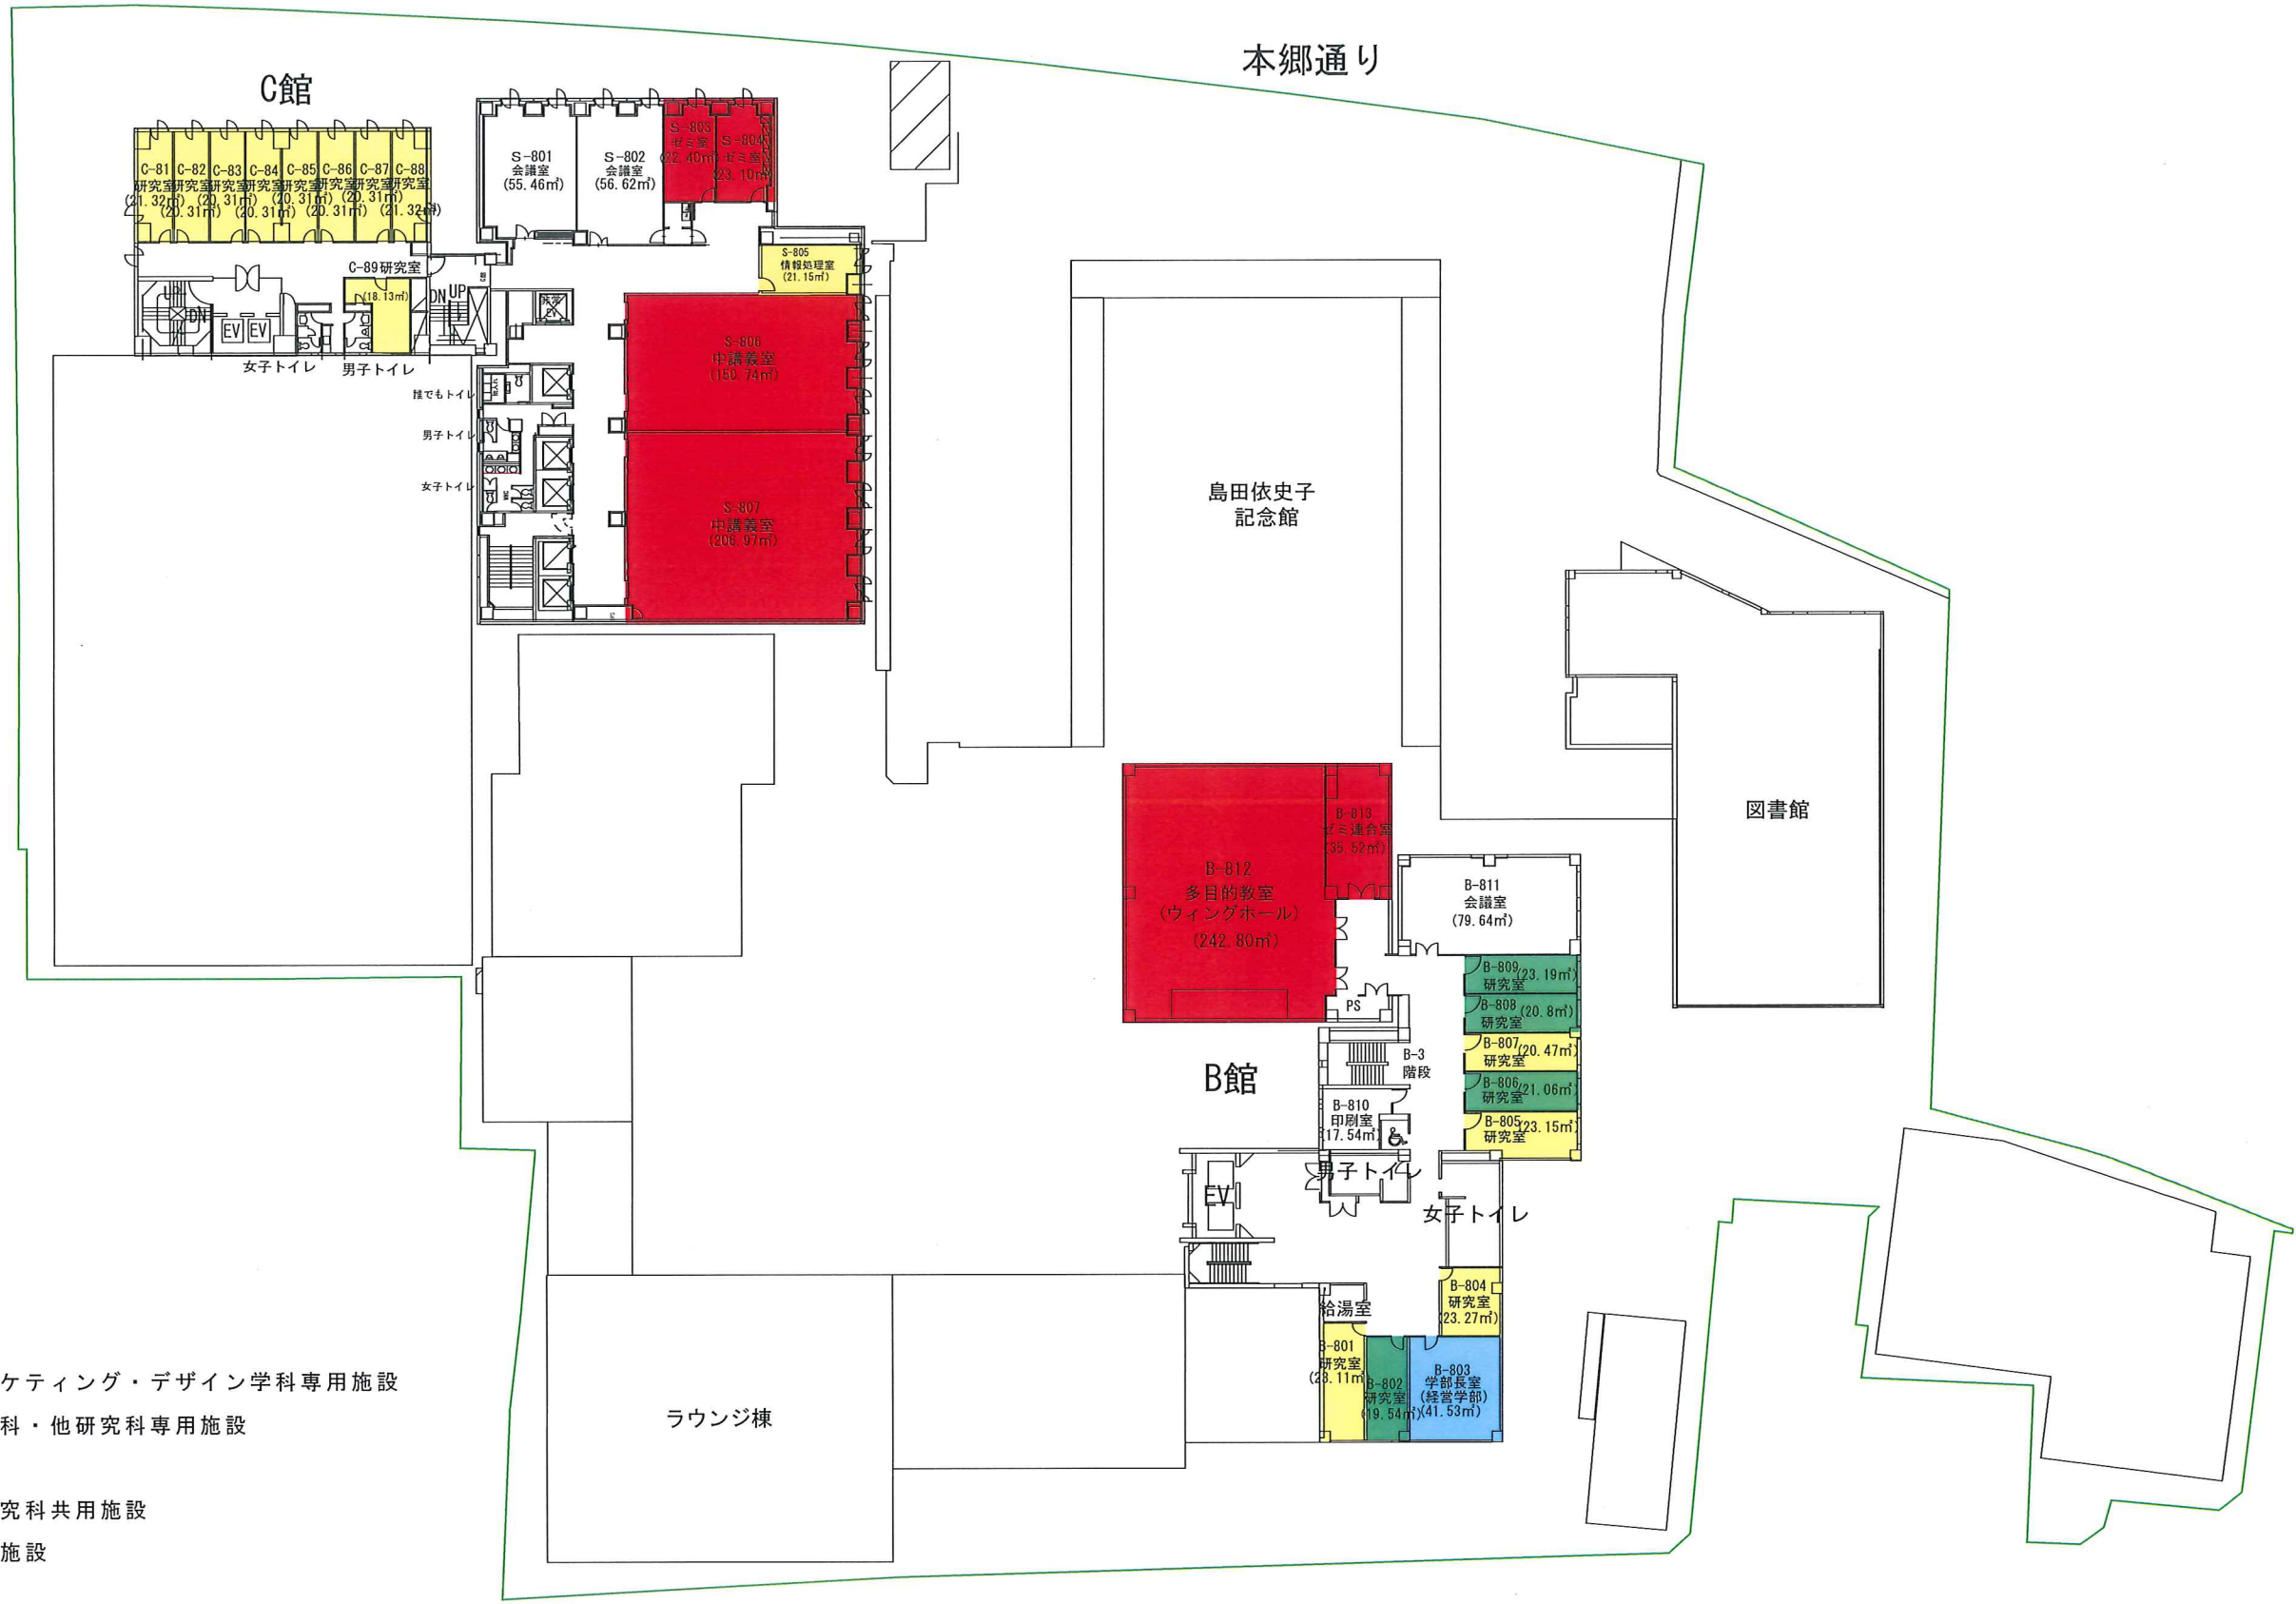 本郷通り
C館
C-81
研究室
(21.32㎡)
C-82
研究室
(20.31㎡)
C-83
研究室
(20.31㎡)
C-84
研究室
(20.31㎡)
C-85
研究室
(20.31㎡)
C-86
研究室
(20.31㎡)
C-87
研究室
(20.31㎡)
C-88
研究室
(21.32㎡)
C-89研究室
(18.13㎡)
UP
DN
EV
EV
DN
UP
女子トイレ
男子トイレ
S-801
会議室
(55.46㎡)
S-802
会議室
(56.62㎡)
S-803
ゼミ室
(22.40㎡)
S-804
ゼミ室
(23.10㎡)
S-805
情報処理室
(21.15㎡)
非常
EV
S-806
中講義室
(150.74㎡)
誰でもトイレ
男子トイレ
女子トイレ
S-807
中講義室
(206.97㎡)
島田依史子
記念館
図書館
B-812
多目的教室
(ウィングホール)
(242.80㎡)
B-813
ゼミ連合室
(35.52㎡)
B-811
会議室
(79.64㎡)
PS
B-809
研究室
(23.19㎡)
B-808
研究室
(20.8㎡)
B-807
研究室
(20.47㎡)
B-806
研究室
(21.06㎡)
B-805
研究室
(23.15㎡)
B館
B-3
階段
B-810
印刷室
(17.54㎡)
男子トイレ
EV
女子トイレ
給湯室
B-804
研究室
(23.27㎡)
B-801
研究室
(23.11㎡)
B-802
研究室
(19.54㎡)
B-803
学部長室
(経営学部)
(41.53㎡)
ラウンジ棟
ケティング・デザイン学科専用施設
科・他研究科専用施設
究科共用施設
施設